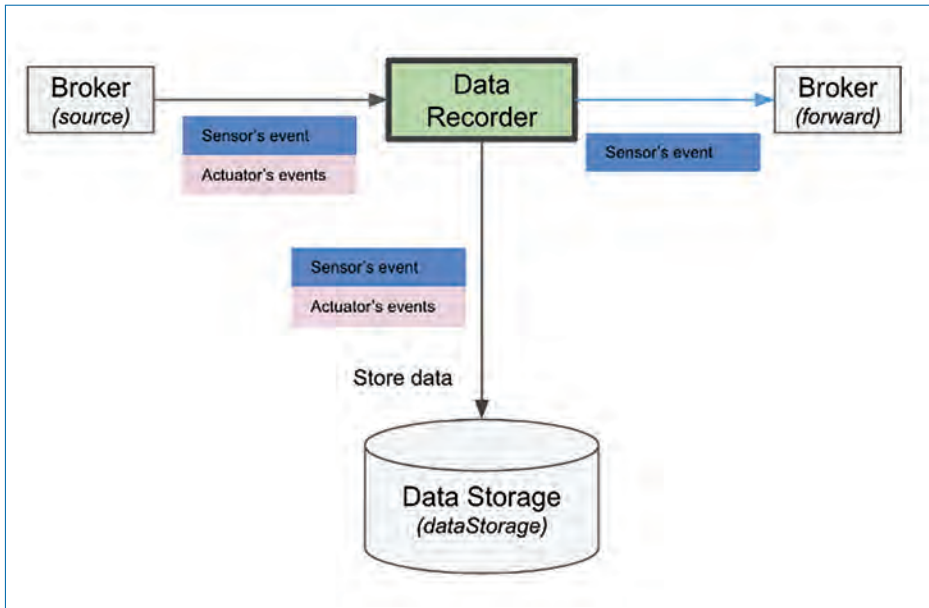 Broker
(source)
Data
Recorder
Broker
(forward)
Sensor's event
Actuator's events
Sensor's event
Sensor's event
Actuator's events
Store data
Data Storage
(dataStorage)